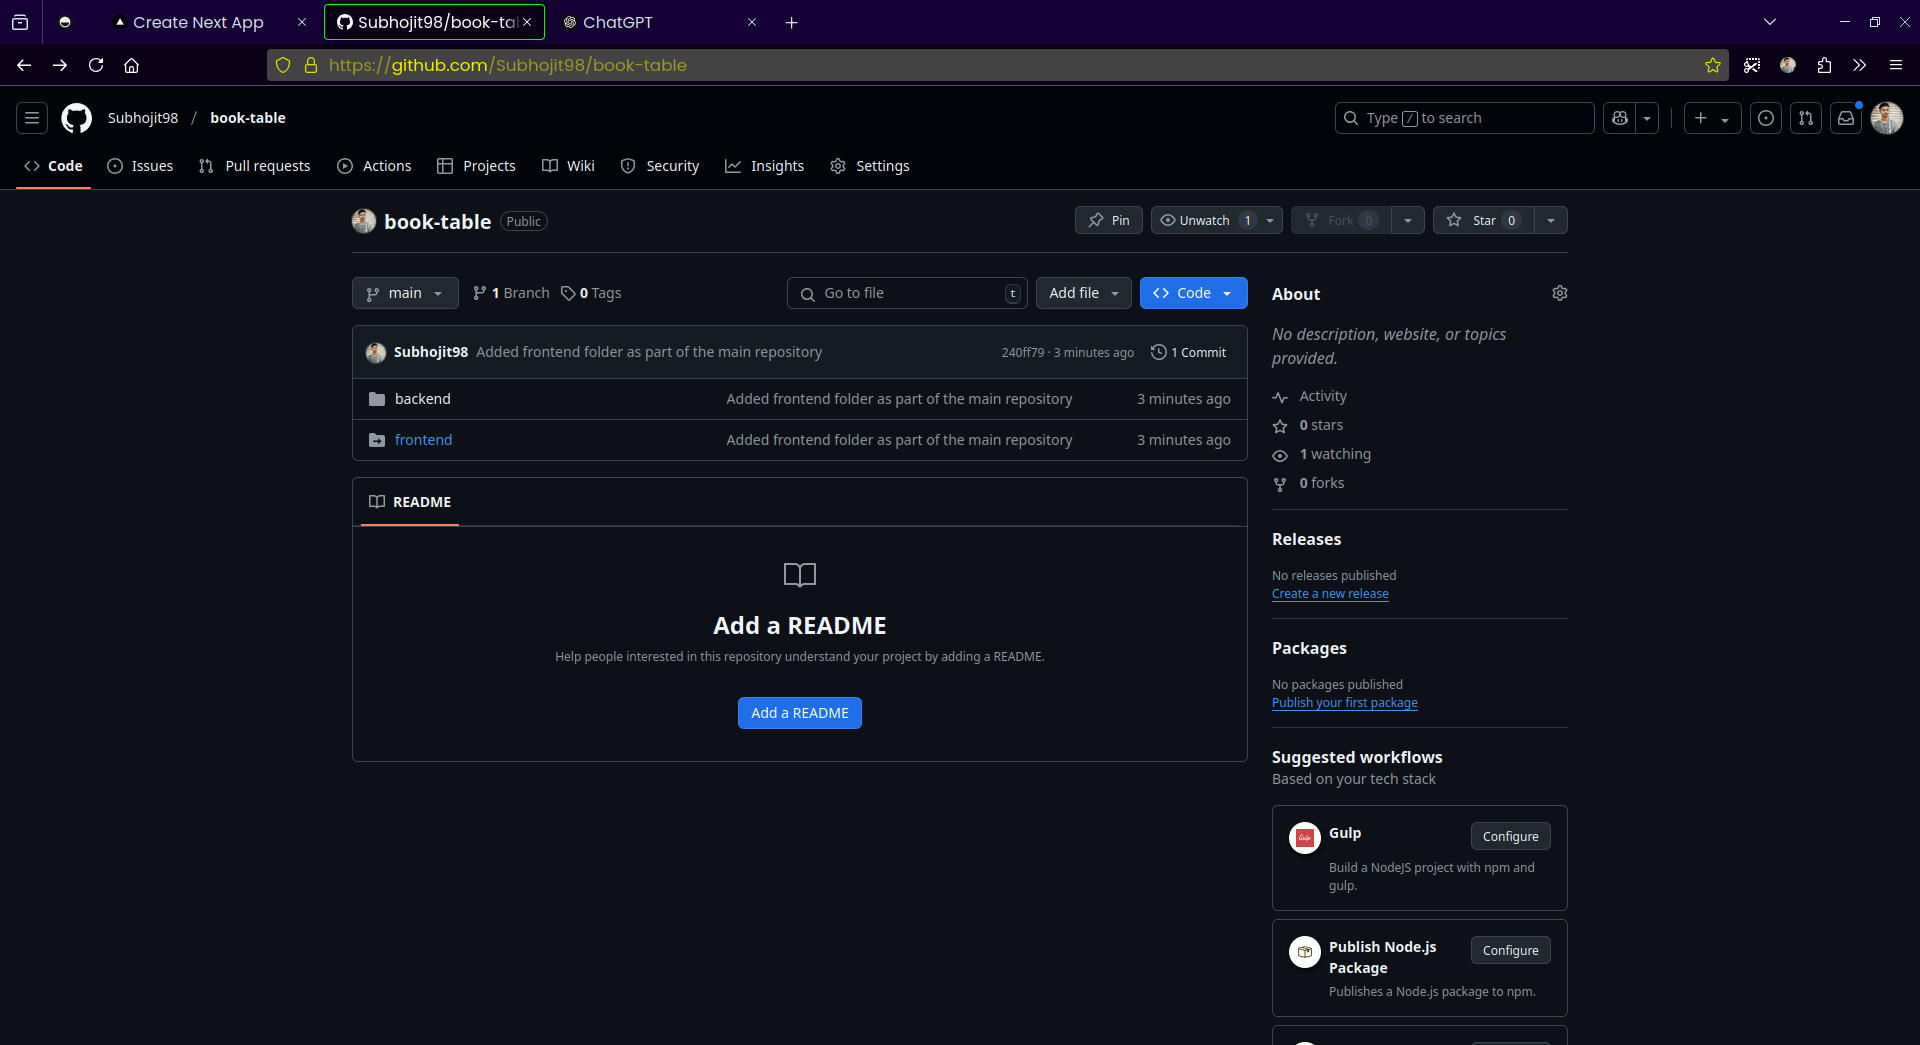 Create Next App
Subhojit98/book-ta
ChatGPT
https://github.com/Subhojit98/book-table
Subhojit98 / book-table
Type / to search
Code
Issues
Pull requests
Actions
Projects
Wiki
Security
Insights
Settings
book-table
Public
Pin
Unwatch 1
Fork 0
Star 0
main
1 Branch
0 Tags
Go to file
t
Add file
Code
Subhojit98 Added frontend folder as part of the main repository
240ff79 · 3 minutes ago
1 Commit
backend
Added frontend folder as part of the main repository
3 minutes ago
frontend
Added frontend folder as part of the main repository
3 minutes ago
README
Add a README
Help people interested in this repository understand your project by adding a README.
Add a README
About
No description, website, or topics
provided.
Activity
0 stars
1 watching
0 forks
Releases
No releases published
Create a new release
Packages
No packages published
Publish your first package
Suggested workflows
Based on your tech stack
Gulp
Configure
Build a NodeJS project with npm and
gulp.
Publish Node.js
Package
Configure
Publishes a Node.js package to npm.